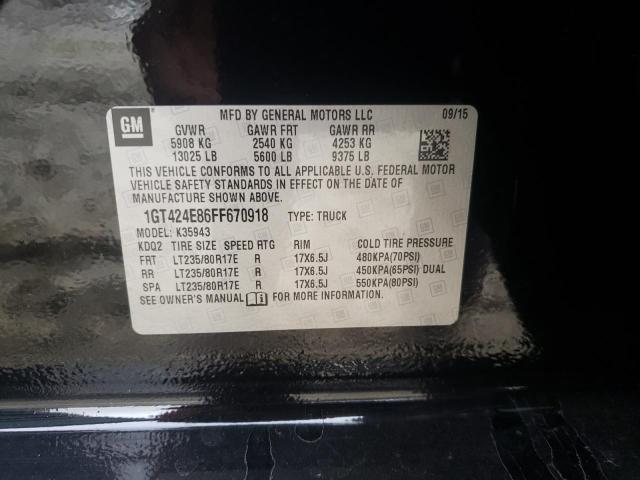 GM
MFD BY GENERAL MOTORS LLC 09/15
GVWR GAWR FRT GAWR RR
5908 KG 2540 KG 4253 KG
13025 LB 5600 LB 9375 LB
THIS VEHICLE CONFORMS TO ALL APPLICABLE U.S. FEDERAL MOTOR
VEHICLE SAFETY STANDARDS IN EFFECT ON THE DATE OF
MANUFACTURE SHOWN ABOVE.
1GT424E86FF670918 TYPE: TRUCK
MODEL: K35943
KDQ2 TIRE SIZE SPEED RTG RIM COLD TIRE PRESSURE
FRT LT235/80R17E R 17X6.5J 480KPA(70PSI)
RR LT235/80R17E R 17X6.5J 450KPA(65PSI) DUAL
SPA LT235/80R17E R 17X6.5J 550KPA(80PSI)
SEE OWNER'S MANUAL FOR MORE INFORMATION.